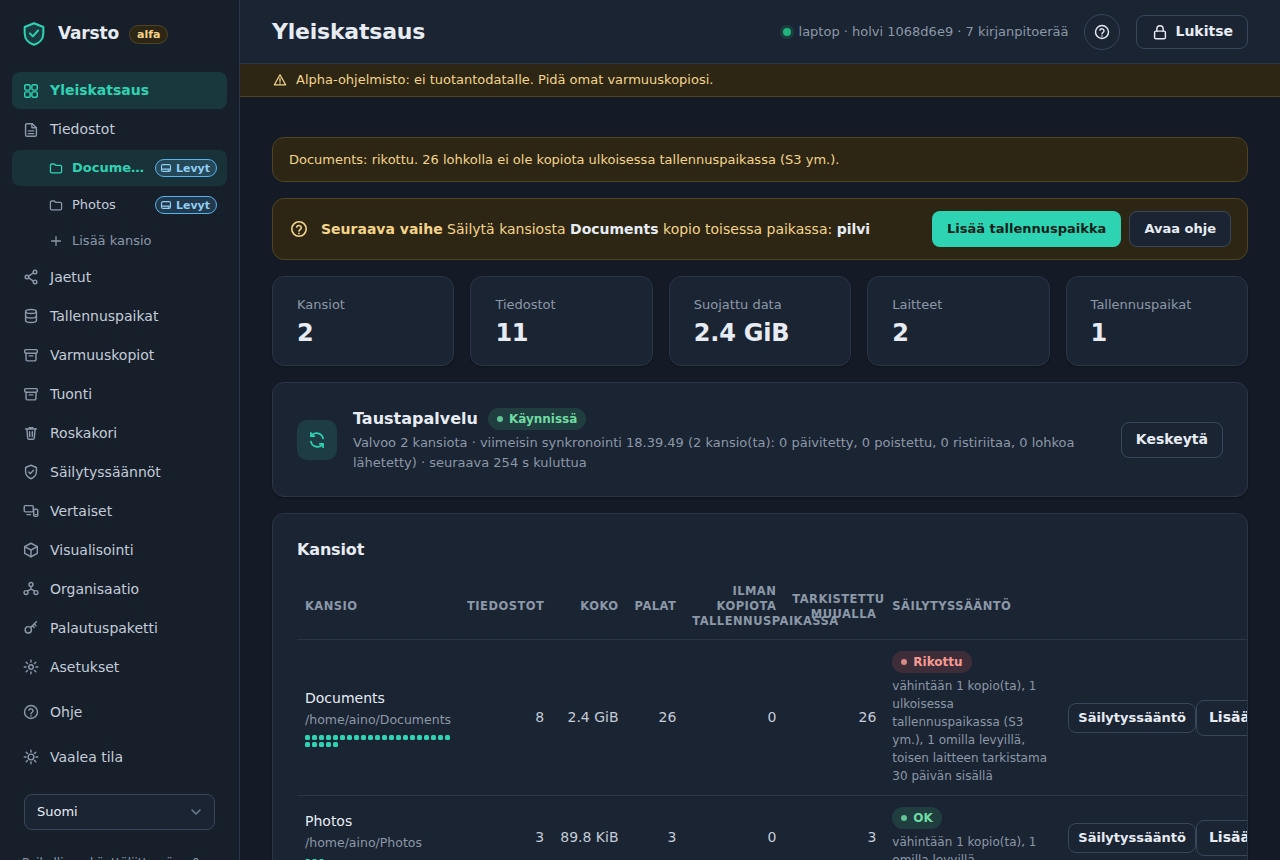 Varsto alfa
Yleiskatsaus
Tiedostot
Docume... Levyt
Photos Levyt
Lisää kansio
Jaetut
Tallennuspaikat
Varmuuskopiot
Tuonti
Roskakori
Säilytyssäännöt
Vertaiset
Visualisointi
Organisaatio
Palautuspaketti
Asetukset
Ohje
Vaalea tila
Suomi
Yleiskatsaus
laptop · holvi 1068d6e9 · 7 kirjanpitoerää
Lukitse
Alpha-ohjelmisto: ei tuotantodatalle. Pidä omat varmuuskopiosi.
Documents: rikottu. 26 lohkolla ei ole kopiota ulkoisessa tallennuspaikassa (S3 ym.).
Seuraava vaihe Säilytä kansiosta Documents kopio toisessa paikassa: pilvi
Lisää tallennuspaikka
Avaa ohje
Kansiot
2
Tiedostot
11
Suojattu data
2.4 GiB
Laitteet
2
Tallennuspaikat
1
Taustapalvelu Käynnissä
Valvoo 2 kansiota · viimeisin synkronointi 18.39.49 (2 kansio(ta): 0 päivitetty, 0 poistettu, 0 ristiriitaa, 0 lohkoa
lähetetty) · seuraava 254 s kuluttua
Keskeytä
Kansiot
KANSIO TIEDOSTOT KOKO PALAT ILMAN KOPIOTA TALLENNUSPAIKASSA TARKISTETTU MUUALLA SÄILYTYSSÄÄNTÖ
Documents
/home/aino/Documents
8 2.4 GiB 26 0 26
Rikottu
vähintään 1 kopio(ta), 1
ulkoisessa
tallennuspaikassa (S3
ym.), 1 omilla levyillä,
toisen laitteen tarkistama
30 päivän sisällä
Säilytyssääntö Lisää
Photos
/home/aino/Photos
3 89.8 KiB 3 0 3
OK
vähintään 1 kopio(ta), 1
omilla levyillä
Säilytyssääntö Lisää